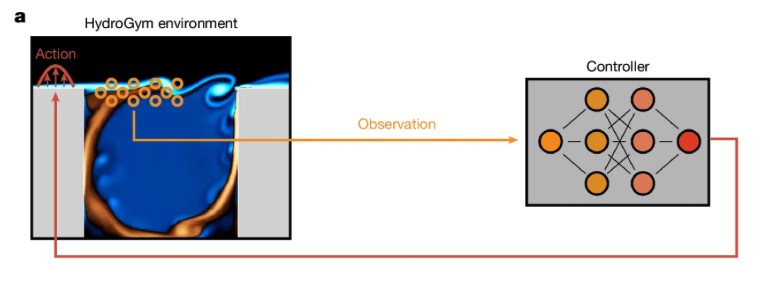 a
HydroGym environment
Action
Controller
Observation